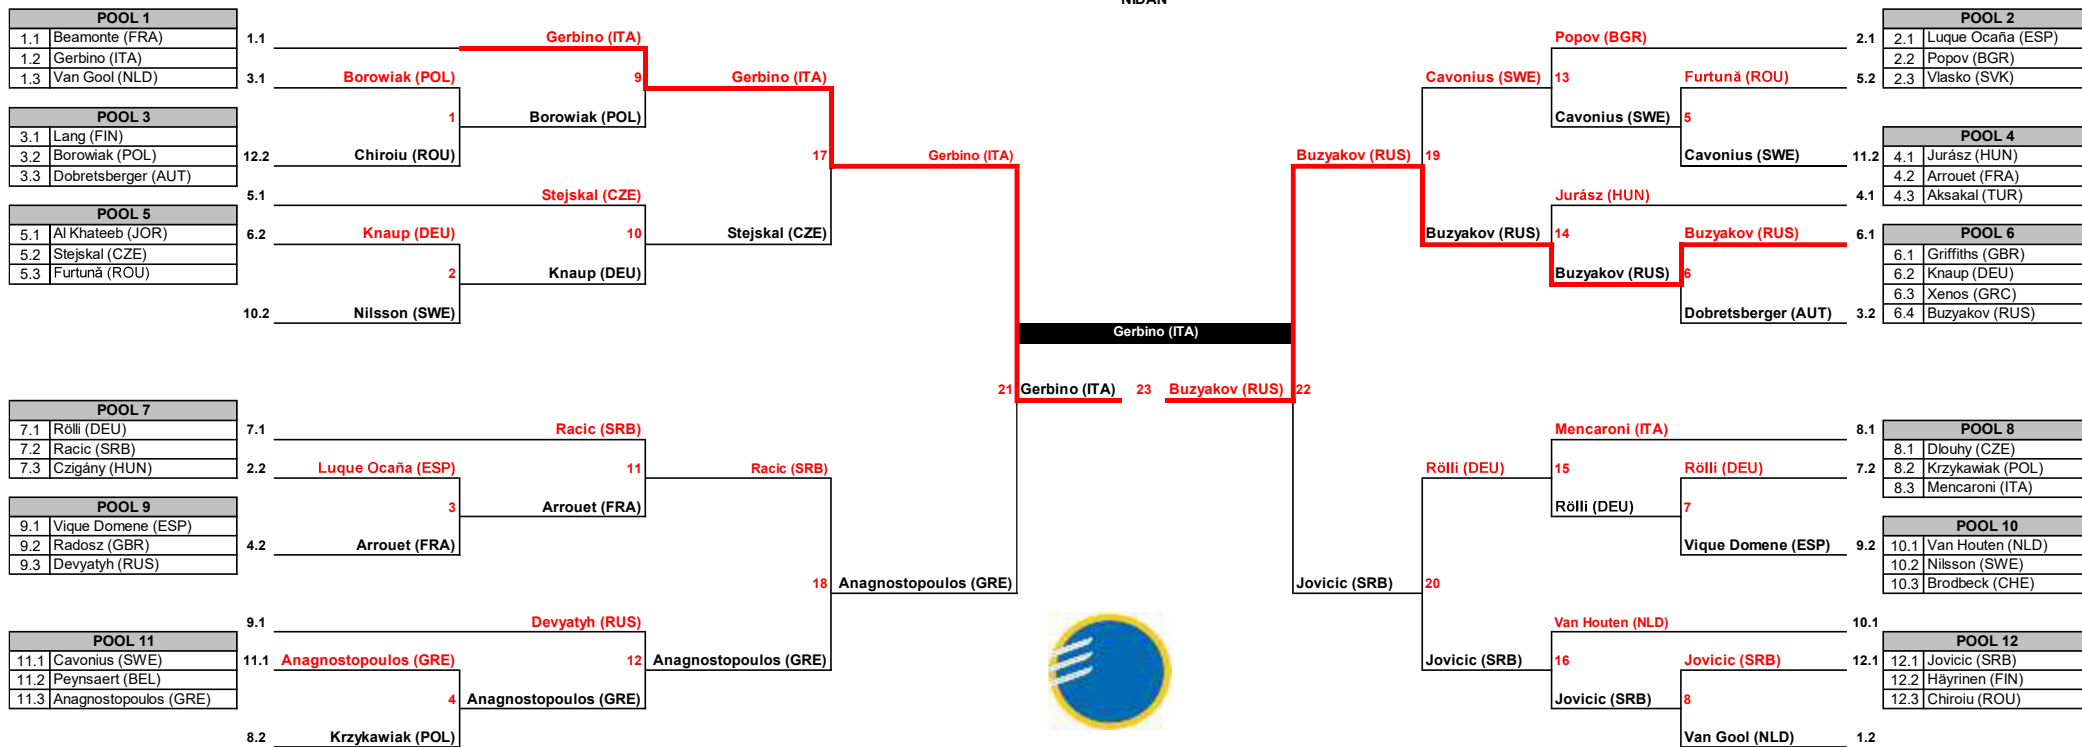 NIDAN
POOL 1
1.1 Beamonte (FRA)
1.2 Gerbino (ITA)
1.3 Van Gool (NLD)
POOL 3
3.1 Lang (FIN)
3.2 Borowiak (POL)
3.3 Dobretsberger (AUT)
POOL 5
5.1 Al Khateeb (JOR)
5.2 Stejskal (CZE)
5.3 Furtună (ROU)
POOL 7
7.1 Rölli (DEU)
7.2 Racic (SRB)
7.3 Czigány (HUN)
POOL 9
9.1 Vique Domene (ESP)
9.2 Radosz (GBR)
9.3 Devyatyh (RUS)
POOL 11
11.1 Cavonius (SWE)
11.2 Peynsaert (BEL)
11.3 Anagnostopoulos (GRE)
1.1 Gerbino (ITA)
3.1 Borowiak (POL) 9 Gerbino (ITA)
1 Borowiak (POL)
12.2 Chiroiu (ROU) 17 Gerbino (ITA)
5.1 Stejskal (CZE)
6.2 Knaup (DEU) 10 Stejskal (CZE)
2 Knaup (DEU)
10.2 Nilsson (SWE)
Gerbino (ITA)
21 Gerbino (ITA) 23 Buzyakov (RUS) 22
7.1 Racic (SRB)
2.2 Luque Ocaña (ESP) 11 Racic (SRB)
3 Arrouet (FRA)
4.2 Arrouet (FRA)
18 Anagnostopoulos (GRE)
9.1 Devyatyh (RUS)
11.1 Anagnostopoulos (GRE) 12 Anagnostopoulos (GRE)
4 Anagnostopoulos (GRE)
8.2 Krzykawiak (POL)
Popov (BGR) 2.1
Cavonius (SWE) 13 Furtună (ROU) 5.2
Cavonius (SWE) 5
Buzyakov (RUS) 19 Cavonius (SWE) 11.2
Jurász (HUN) 4.1
Buzyakov (RUS) 14 Buzyakov (RUS) 6.1
Buzyakov (RUS) 6
Dobretsberger (AUT) 3.2
Mencaroni (ITA) 8.1
Rölli (DEU) 15 Rölli (DEU) 7.2
Rölli (DEU) 7
Vique Domene (ESP) 9.2
Jovicic (SRB) 20
Van Houten (NLD) 10.1
Jovicic (SRB) 16 Jovicic (SRB) 12.1
Jovicic (SRB) 8
Van Gool (NLD) 1.2
POOL 2
2.1 Luque Ocaña (ESP)
2.2 Popov (BGR)
2.3 Vlasko (SVK)
POOL 4
4.1 Jurász (HUN)
4.2 Arrouet (FRA)
4.3 Aksakal (TUR)
POOL 6
6.1 Griffiths (GBR)
6.2 Knaup (DEU)
6.3 Xenos (GRC)
6.4 Buzyakov (RUS)
POOL 8
8.1 Dlouhy (CZE)
8.2 Krzykawiak (POL)
8.3 Mencaroni (ITA)
POOL 10
10.1 Van Houten (NLD)
10.2 Nilsson (SWE)
10.3 Brodbeck (CHE)
POOL 12
12.1 Jovicic (SRB)
12.2 Häyrinen (FIN)
12.3 Chiroiu (ROU)